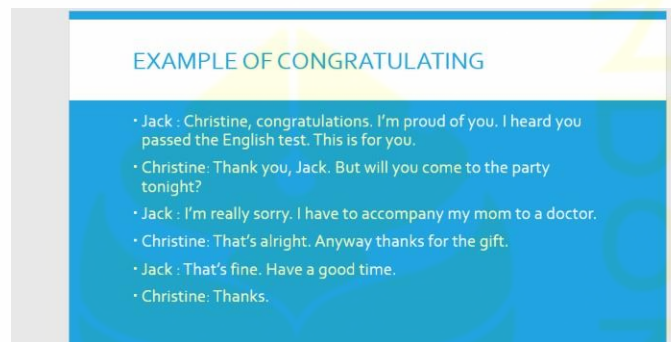 EXAMPLE OF CONGRATULATING
• Jack : Christine, congratulations. I'm proud of you. I heard you
passed the English test. This is for you.
• Christine: Thank you, Jack. But will you come to the party
tonight?
• Jack : I'm really sorry. I have to accompany my mom to a doctor.
• Christine: That's alright. Anyway thanks for the gift.
• Jack : That's fine. Have a good time.
• Christine: Thanks.